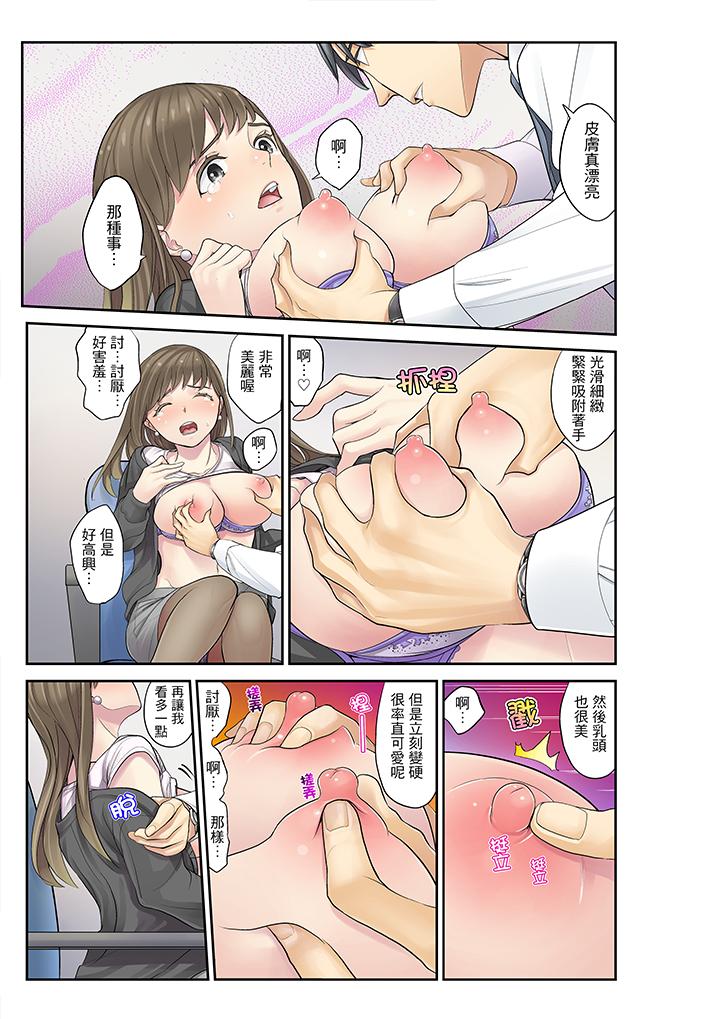 皮膚真漂亮
啊…
那種事…
光滑細緻
緊緊吸附著手
抓捏
啊…♡
非常
美麗喔
啊…
討…討厭…
好害羞…
但是
好高興…
然後乳頭
也很美
戳
啊…
挺立
挺立
但是立刻變硬
很率直可愛呢
捏
搓弄
搓弄
討厭…
啊…
那樣…
再讓我
看多一點
脫